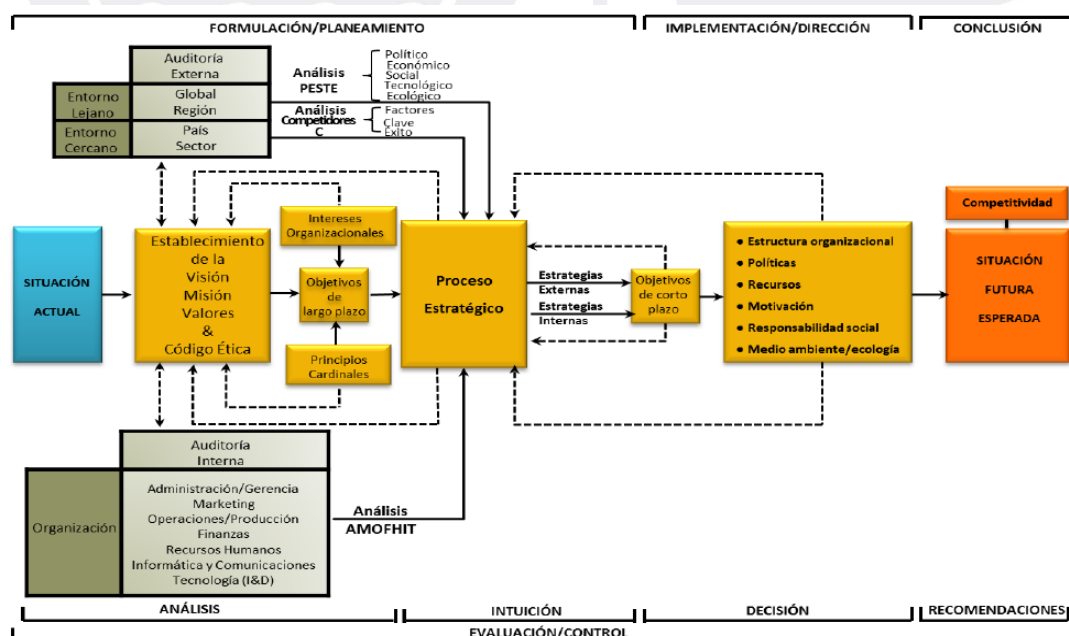 FORMULACIÓN/PLANEAMIENTO
IMPLEMENTACIÓN/DIRECCIÓN
CONCLUSIÓN
Auditoría
Externa
Entorno
Lejano
Global
Región
Entorno
Cercano
País
Sector
Análisis
PESTE
Político
Económico
Social
Tecnológico
Ecológico
Análisis
Competidores
C
Factores
Clave
Éxito
SITUACIÓN
ACTUAL
Establecimiento
de la
Visión
Misión
Valores
&
Código Ética
Intereses
Organizacionales
Objetivos
de
largo plazo
Principios
Cardinales
Proceso
Estratégico
Estrategias
Externas
Estrategias
Internas
Objetivos
de corto
plazo
● Estructura organizacional
● Políticas
● Recursos
● Motivación
● Responsabilidad social
● Medio ambiente/ecología
Competitividad
SITUACIÓN
FUTURA
ESPERADA
Auditoría
Interna
Organización
Administración/Gerencia
Marketing
Operaciones/Producción
Finanzas
Recursos Humanos
Informática y Comunicaciones
Tecnología (I&D)
Análisis
AMOFHIT
ANÁLISIS
INTUICIÓN
DECISIÓN
RECOMENDACIONES
EVALUACIÓN/CONTROL